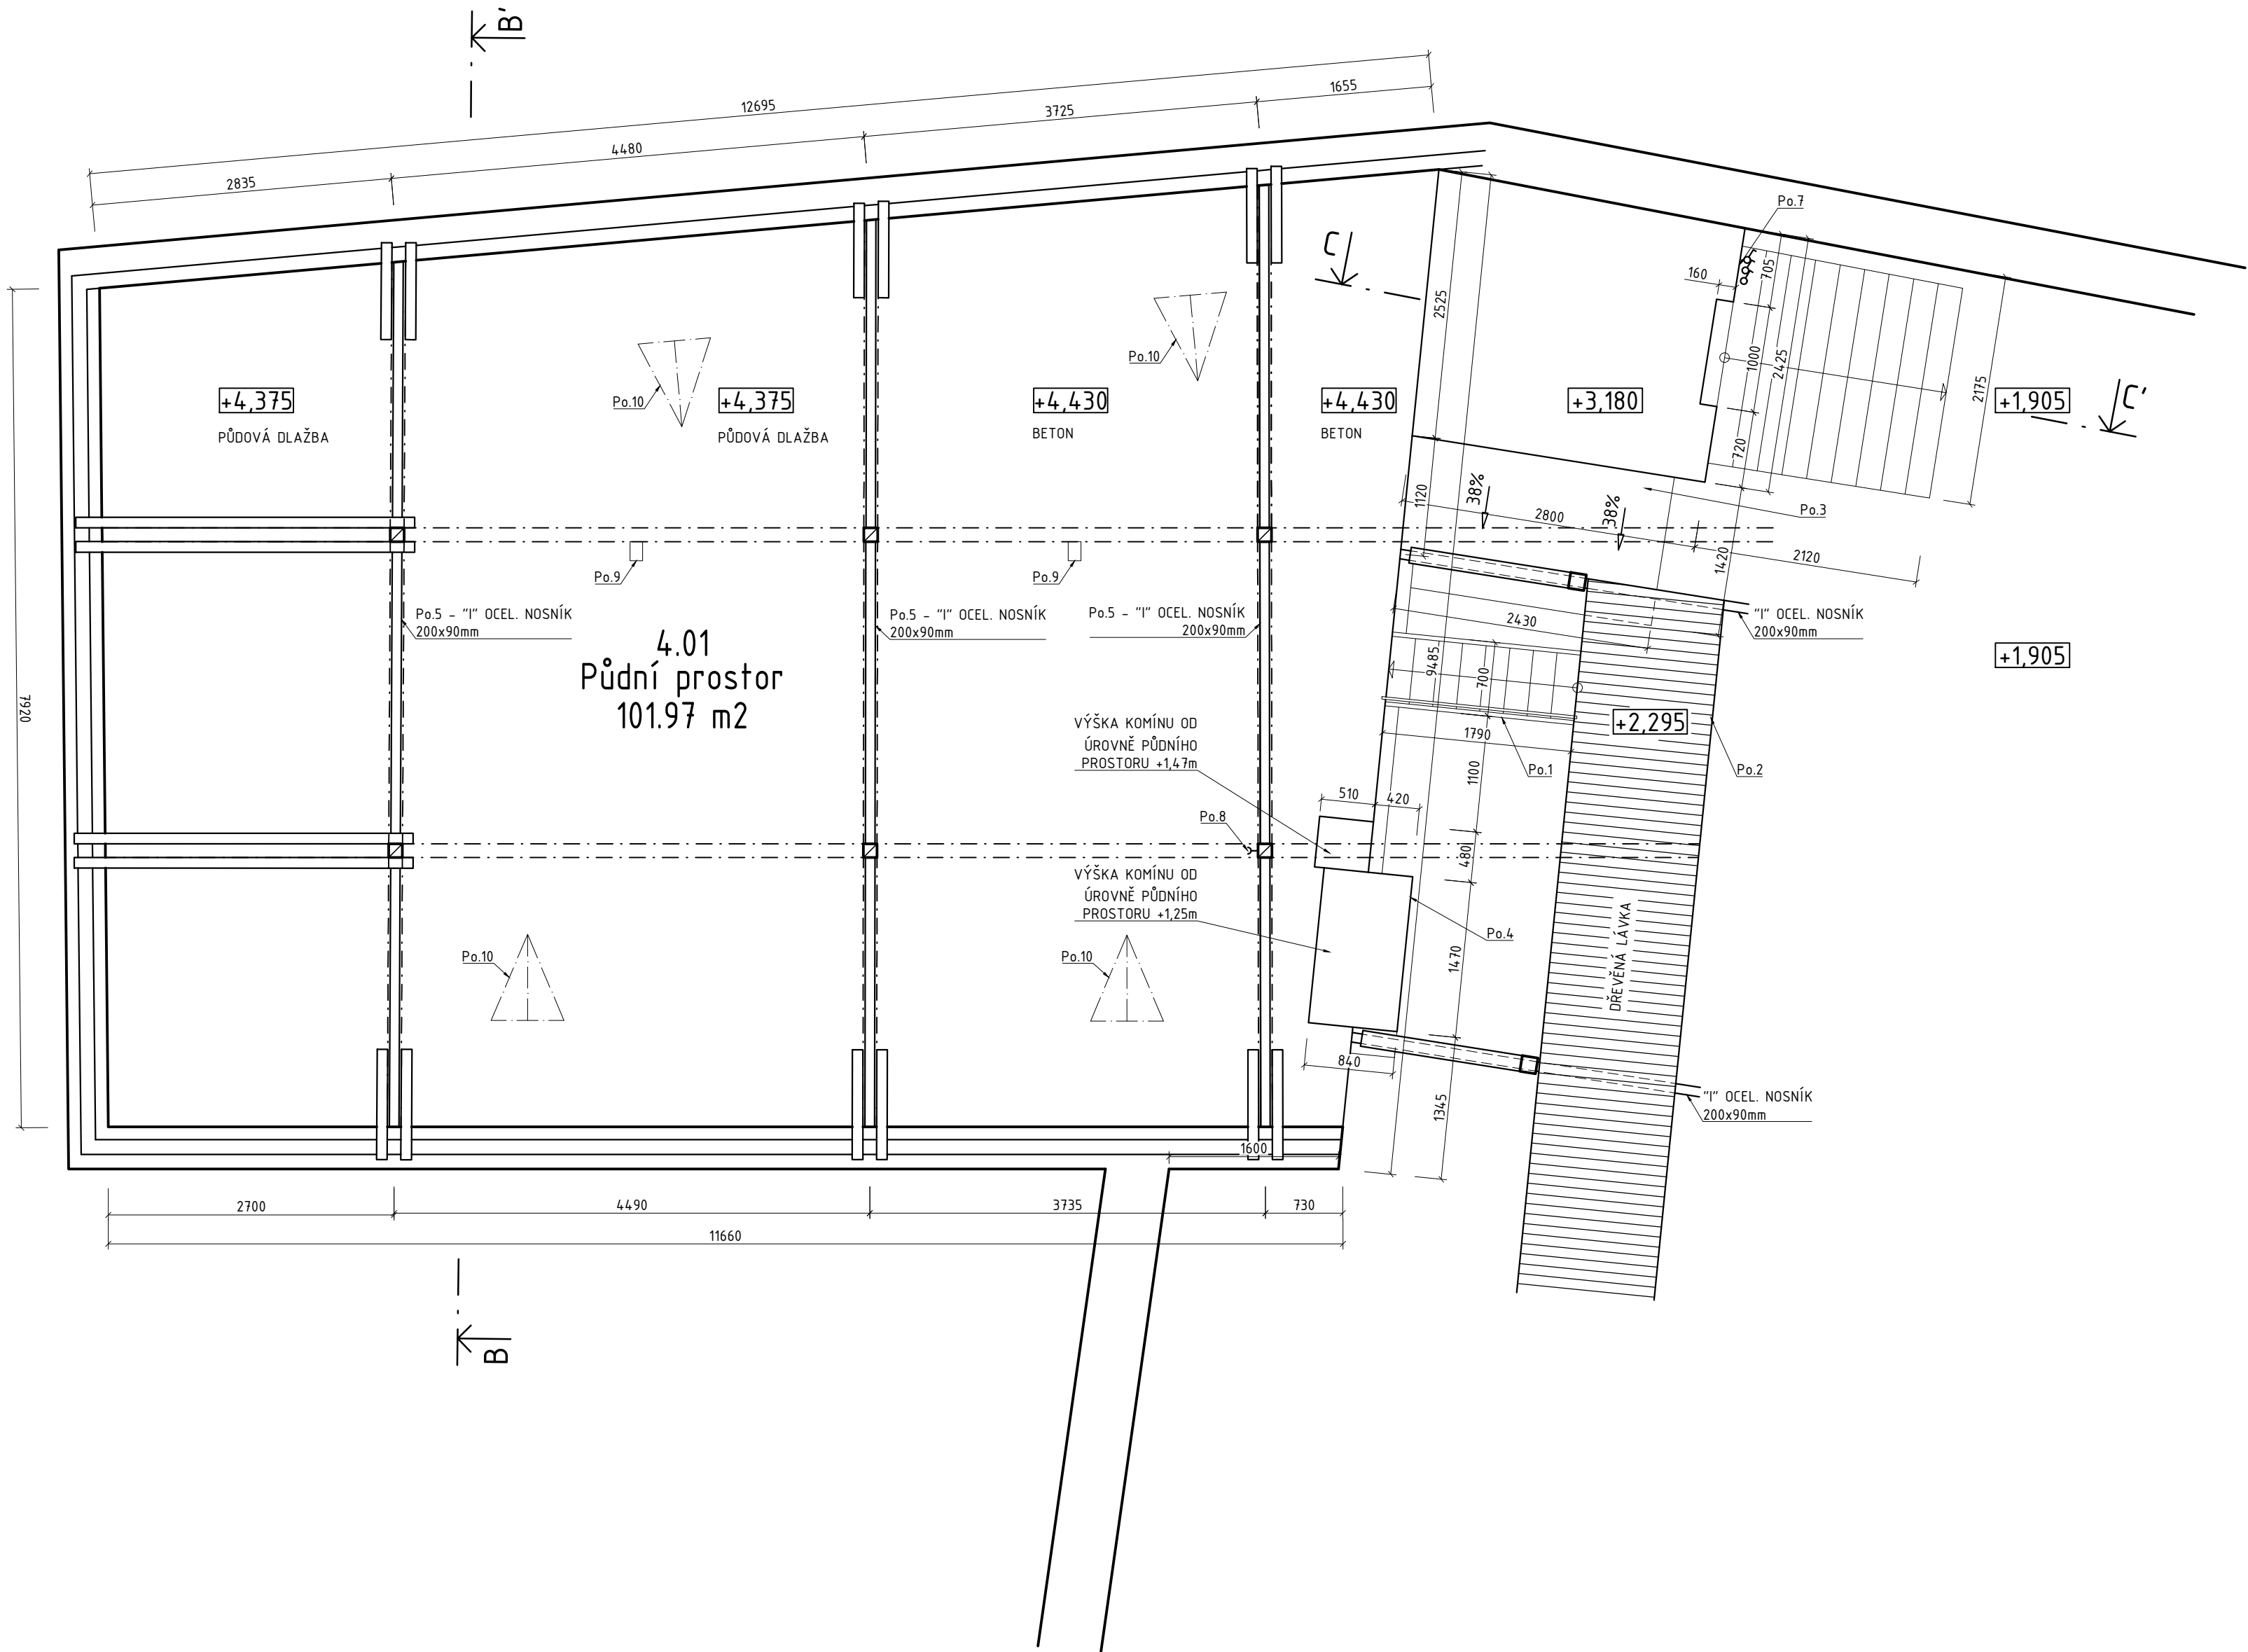 B'
12695
1655
3725
4480
2835
Po.7
160
705
C
2525
1000
2425
2175
Po.10
Po.10
+4,375
PŮDOVÁ DLAŽBA
+4,375
PŮDOVÁ DLAŽBA
+4,430
BETON
+4,430
BETON
+3,180
+1,905
C'
720
1120
38%
38%
2800
Po.3
2120
1420
Po.9
Po.9
Po.5 - "I" OCEL. NOSNÍK
200x90mm
Po.5 - "I" OCEL. NOSNÍK
200x90mm
Po.5 - "I" OCEL. NOSNÍK
200x90mm
"I" OCEL. NOSNÍK
200x90mm
2430
4.01
Půdní prostor
101.97 m2
9485
700
+1,905
7920
+2,295
VÝŠKA KOMÍNU OD
ÚROVNĚ PŮDNÍHO
PROSTORU +1,47m
1790
1100
Po.1
Po.2
510
420
Po.8
480
VÝŠKA KOMÍNU OD
ÚROVNĚ PŮDNÍHO
PROSTORU +1,25m
Po.4
DŘEVĚNÁ LÁVKA
Po.10
Po.10
1470
840
1345
"I" OCEL. NOSNÍK
200x90mm
1600
2700
4490
3735
730
11660
B